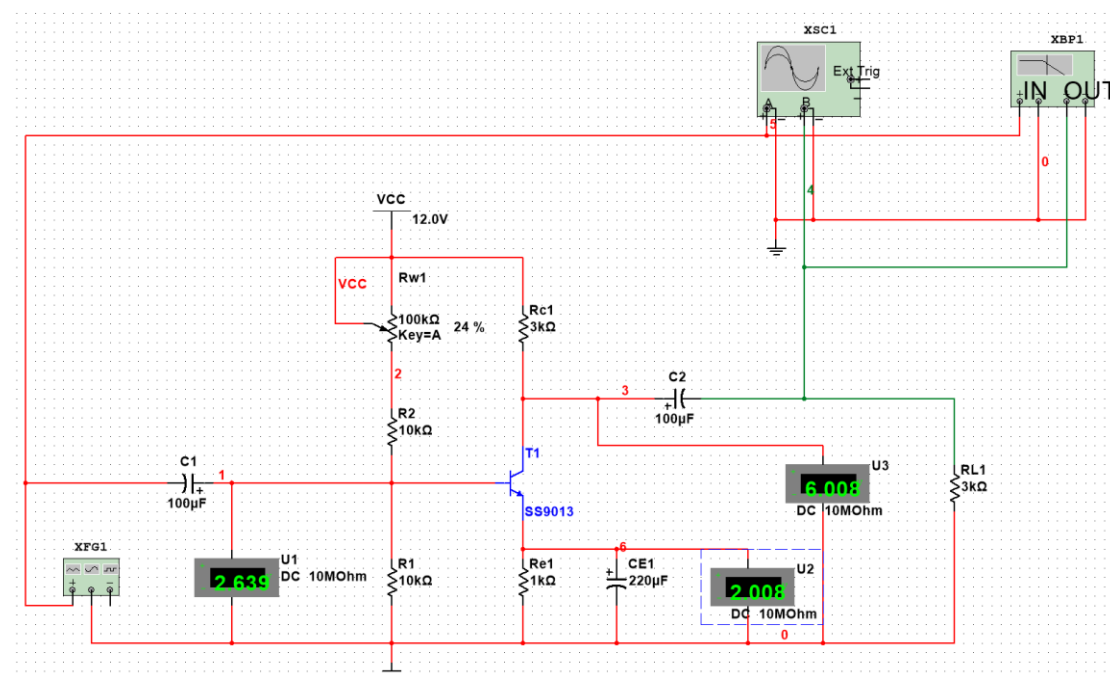 XSC1
XBP1
Ext Trig
+
A
B
+ _ + _
IN OUT
5
0
4
VCC
12.0V
VCC
Rw1
100kΩ
Key=A
24 %
Rc1
3kΩ
2
R2
10kΩ
3
C2
+
100µF
T1
SS9013
U3
6.008
DC 10MOhm
RL1
3kΩ
C1
1
+
100µF
XFG1
U1
2.639
DC 10MOhm
R1
10kΩ
Re1
1kΩ
6
CE1
+
220µF
U2
2.008
DC 10MOhm
0